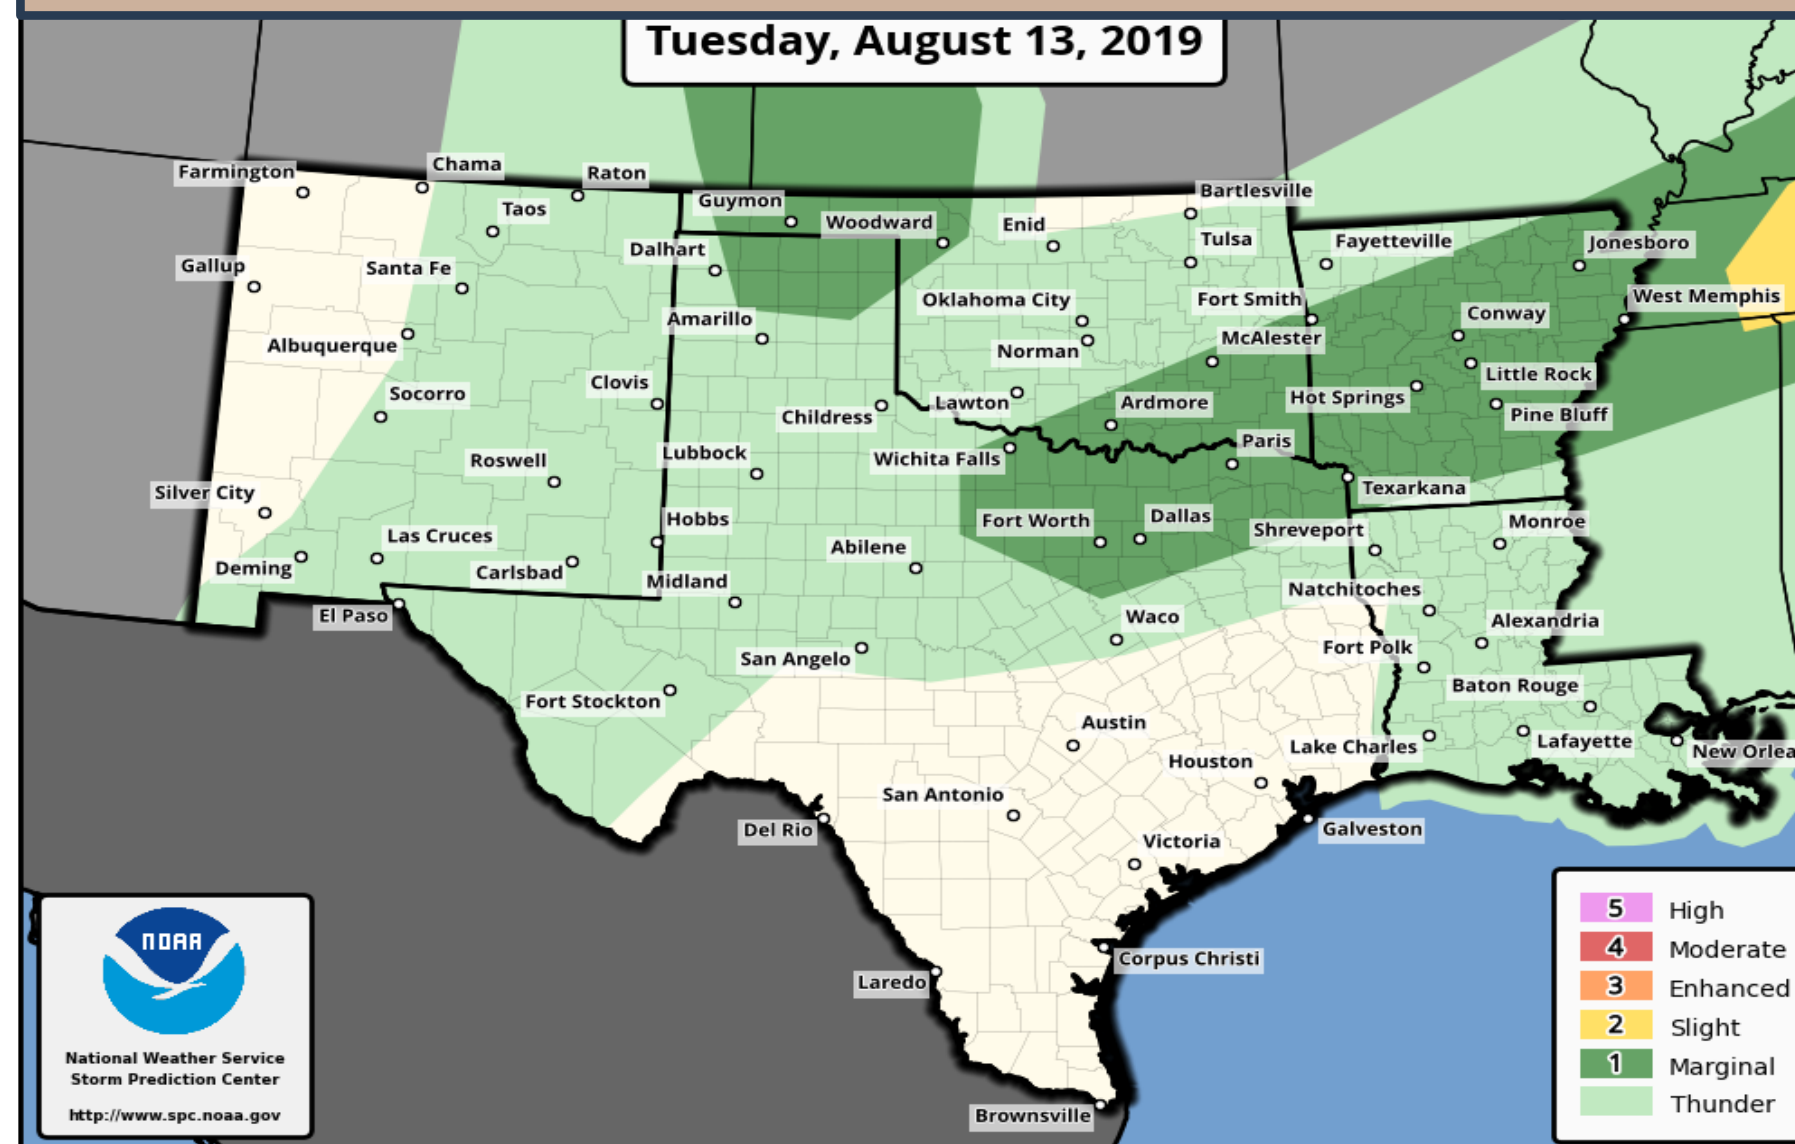 Tuesday, August 13, 2019
Farmington
Chama
Raton
Taos
Guymon
Woodward
Enid
Bartlesville
Tulsa
Fayetteville
Jonesboro
Gallup
Santa Fe
Dalhart
Oklahoma City
Fort Smith
West Memphis
Albuquerque
Amarillo
Norman
McAlester
Conway
Socorro
Clovis
Childress
Lawton
Ardmore
Hot Springs
Little Rock
Pine Bluff
Roswell
Lubbock
Wichita Falls
Paris
Silver City
Texarkana
Hobbs
Fort Worth
Dallas
Shreveport
Monroe
Las Cruces
Abilene
Deming
Carlsbad
Midland
Natchitoches
El Paso
Waco
Alexandria
San Angelo
Fort Polk
Fort Stockton
Baton Rouge
Austin
Lake Charles
Lafayette
New Orlea
Houston
San Antonio
Del Rio
Victoria
Galveston
Corpus Christi
Laredo
Brownsville
NOAA
National Weather Service
Storm Prediction Center
http://www.spc.noaa.gov
5 High
4 Moderate
3 Enhanced
2 Slight
1 Marginal
Thunder